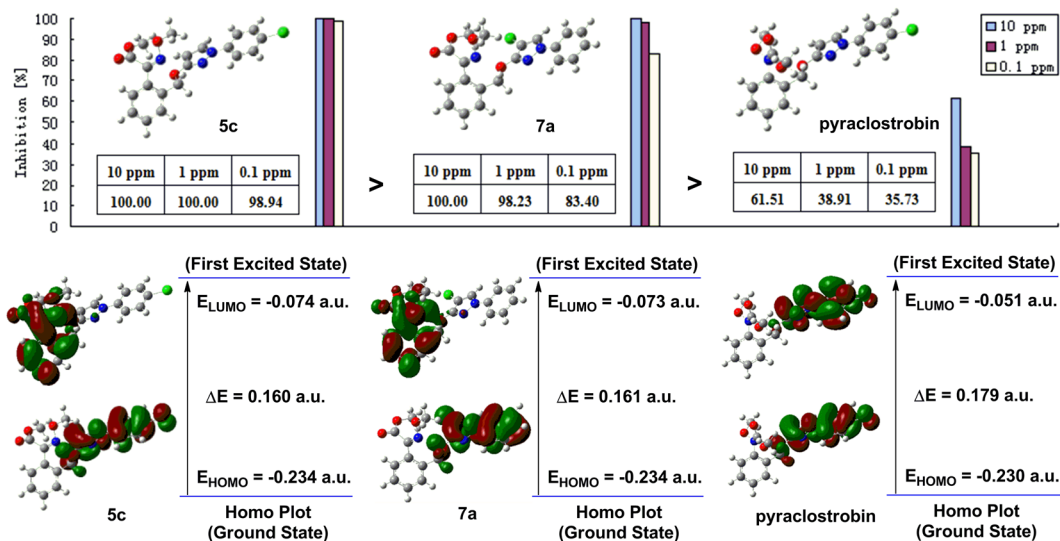 100
90
80
70
60
50
40
30
20
10
0
Inhibition [%]
5c
10 ppm 1 ppm 0.1 ppm
100.00 100.00 98.94
>
7a
10 ppm 1 ppm 0.1 ppm
100.00 98.23 83.40
>
pyraclostrobin
10 ppm 1 ppm 0.1 ppm
61.51 38.91 35.73
10 ppm
1 ppm
0.1 ppm
(First Excited State)
E_LUMO = -0.074 a.u.
ΔE = 0.160 a.u.
E_HOMO = -0.234 a.u.
5c
Homo Plot
(Ground State)
(First Excited State)
E_LUMO = -0.073 a.u.
ΔE = 0.161 a.u.
E_HOMO = -0.234 a.u.
7a
Homo Plot
(Ground State)
(First Excited State)
E_LUMO = -0.051 a.u.
ΔE = 0.179 a.u.
E_HOMO = -0.230 a.u.
pyraclostrobin
Homo Plot
(Ground State)